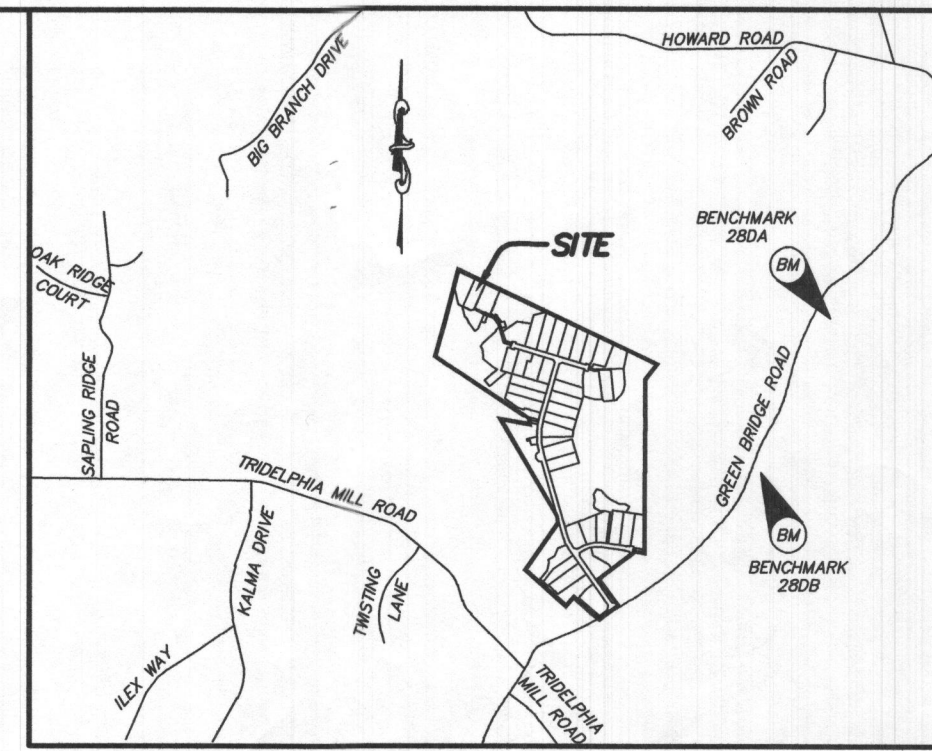 HOWARD ROAD
BIG BRANCH DRIVE
BROWN ROAD
BENCHMARK
28DA
BM
SITE
OAK RIDGE
COURT
SAPLING RIDGE
ROAD
GREEN BRIDGE ROAD
TRIDELPHIA MILL ROAD
KALMA DRIVE
TWISTING
LANE
BM
BENCHMARK
28DB
ILEX WAY
TRIDELPHIA
MILL ROAD